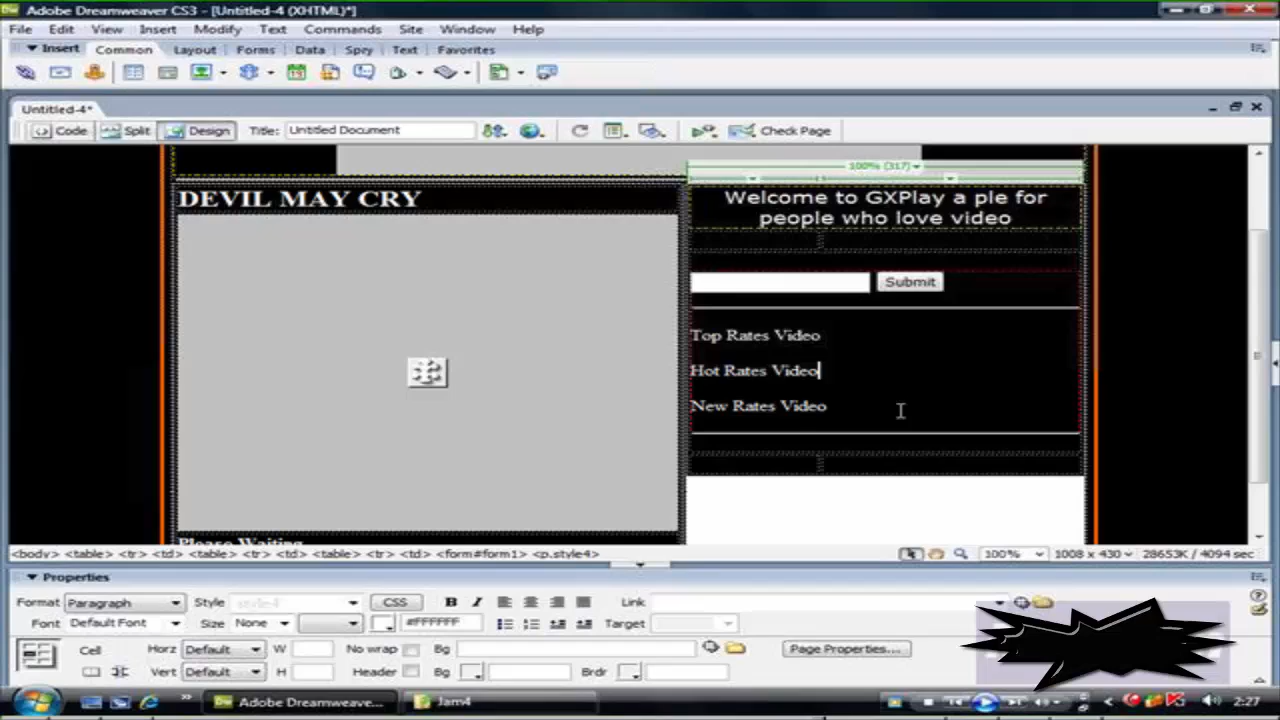 Adobe Dreamweaver CS3 - [Untitled-4 (XHTML)*]
File Edit View Insert Modify Text Commands Site Window Help
Insert Common Layout Forms Data Spry Text Favorites
Untitled-4*
Code Split Design Title: Untitled Document Check Page
100% (317)
DEVIL MAY CRY
Welcome to GXPlay a ple for
people who love video
Submit
Top Rates Video
Hot Rates Video
New Rates Video
Please Waiting
<body> <table> <tr> <td> <table> <tr> <td> <table> <tr> <td> <form#form1> <p.style4> 100% 1008 x 430 28653K / 4094 sec
Properties
Format Paragraph Style style4 CSS B I Link
Font Default Font Size None #FFFFFF Target
Cell Horz Default W No wrap Bg Page Properties...
Vert Default H Header Bg Brdr
Adobe Dreamweave... Jam4 2:27